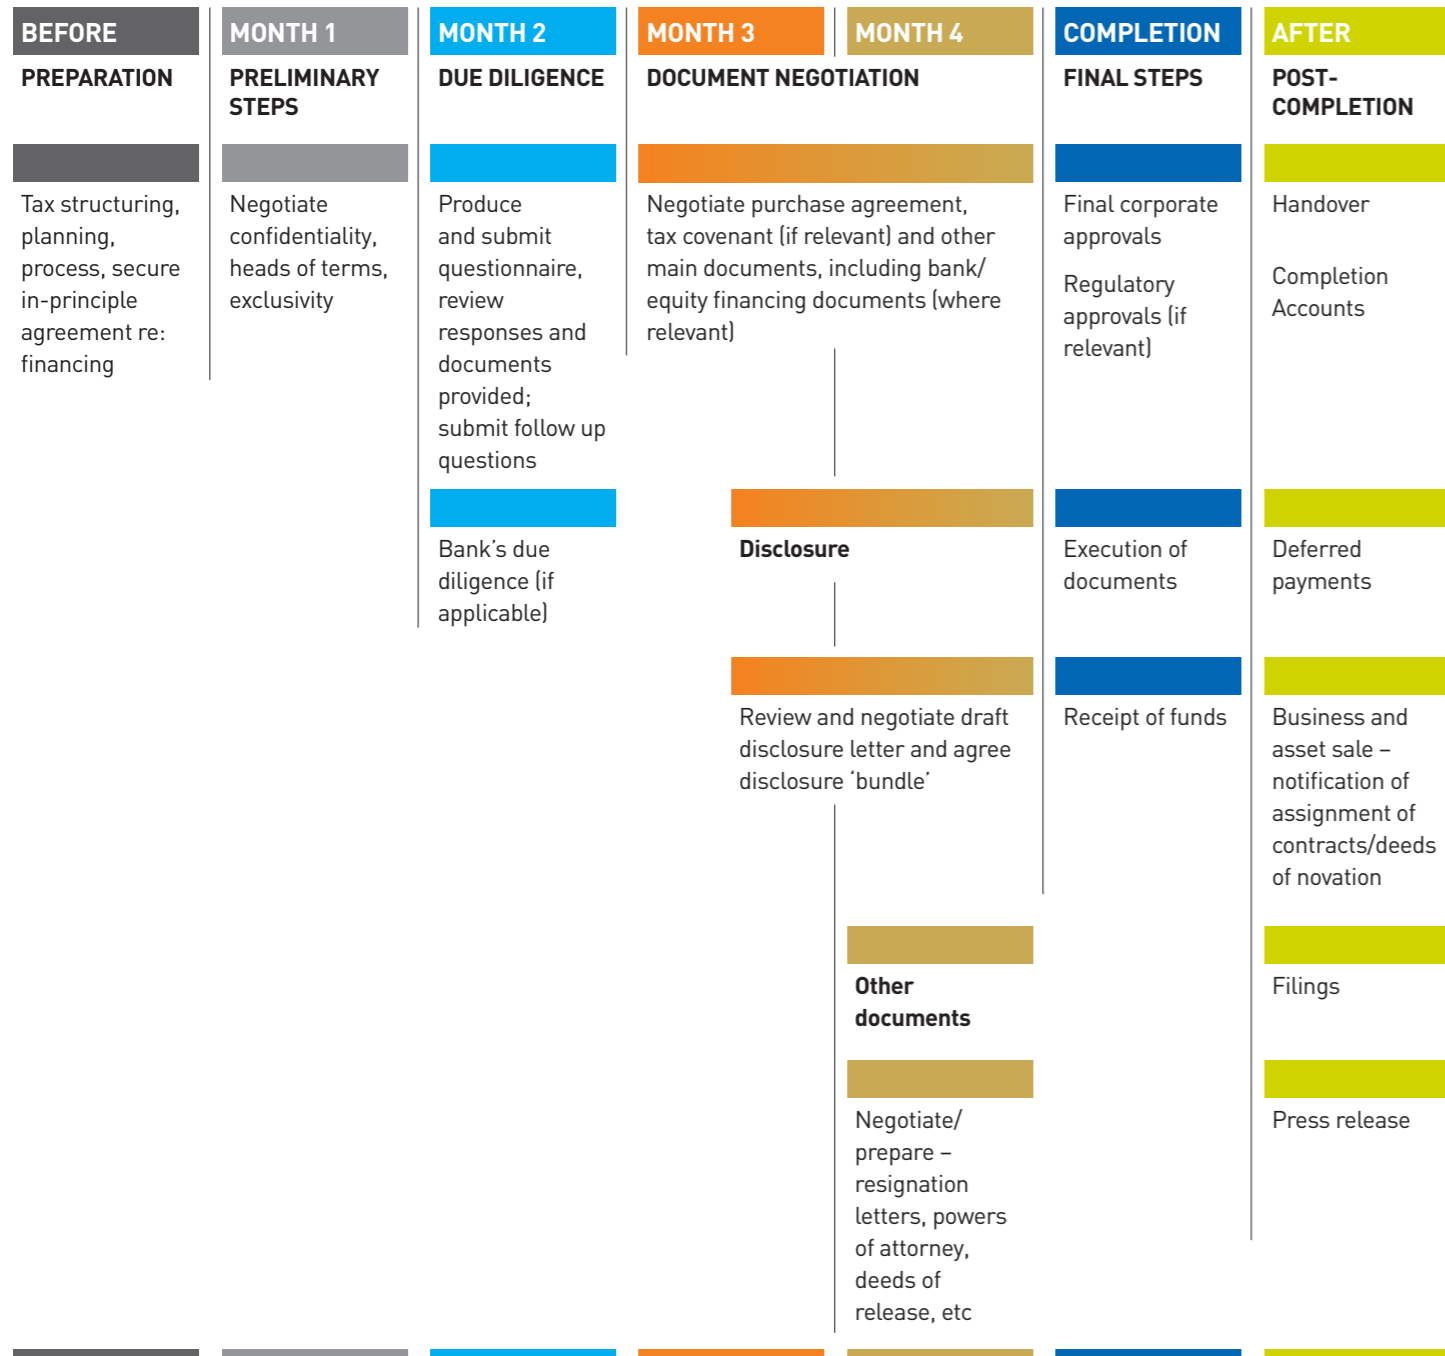 BEFORE
PREPARATION
Tax structuring,
planning,
process, secure
in-principle
agreement re:
financing
MONTH 1
PRELIMINARY
STEPS
Negotiate
confidentiality,
heads of terms,
exclusivity
MONTH 2
DUE DILIGENCE
Produce
and submit
questionnaire,
review
responses and
documents
provided;
submit follow up
questions
Bank’s due
diligence (if
applicable)
MONTH 3
MONTH 4
DOCUMENT NEGOTIATION
Negotiate purchase agreement,
tax covenant (if relevant) and other
main documents, including bank/
equity financing documents (where
relevant)
Disclosure
Review and negotiate draft
disclosure letter and agree
disclosure ‘bundle’
Other
documents
Negotiate/
prepare –
resignation
letters, powers
of attorney,
deeds of
release, etc
COMPLETION
FINAL STEPS
Final corporate
approvals
Regulatory
approvals (if
relevant)
Execution of
documents
Receipt of funds
AFTER
POST-
COMPLETION
Handover
Completion
Accounts
Deferred
payments
Business and
asset sale –
notification of
assignment of
contracts/deeds
of novation
Filings
Press release